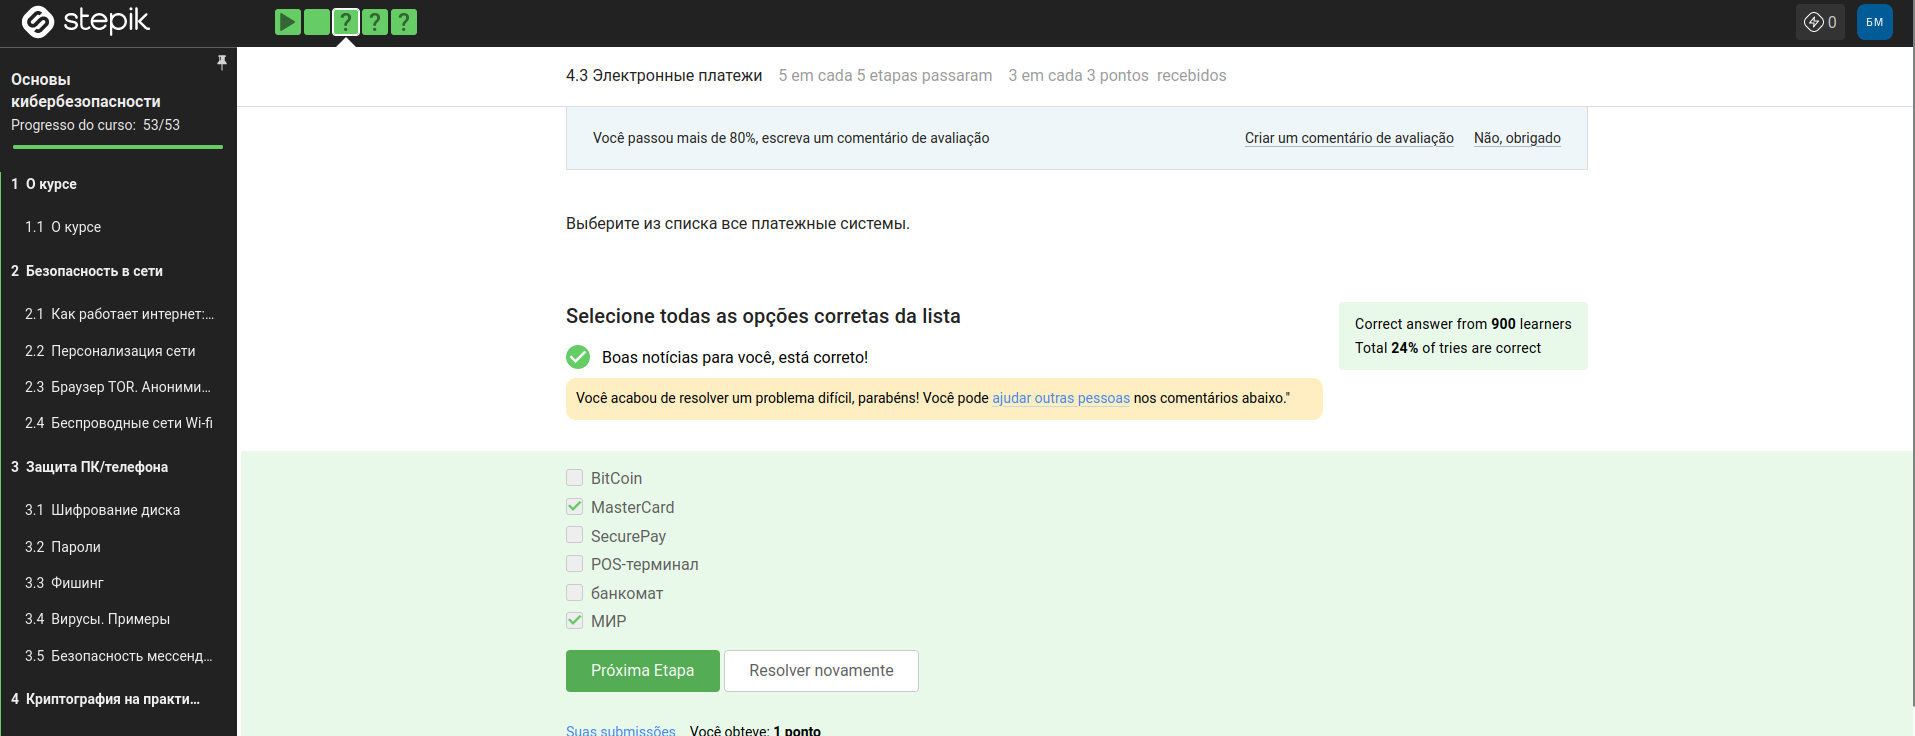 stepik
? ? ?
0
БМ
Основы
кибербезопасности
Progresso do curso: 53/53
1 О курсе
1.1 О курсе
2 Безопасность в сети
2.1 Как работает интернет:...
2.2 Персонализация сети
2.3 Браузер TOR. Аноними...
2.4 Беспроводные сети Wi-fi
3 Защита ПК/телефона
3.1 Шифрование диска
3.2 Пароли
3.3 Фишинг
3.4 Вирусы. Примеры
3.5 Безопасность мессенд...
4 Криптография на практи...
4.3 Электронные платежи 5 em cada 5 etapas passaram 3 em cada 3 pontos recebidos
Você passou mais de 80%, escreva um comentário de avaliação Criar um comentário de avaliação Não, obrigado
Выберите из списка все платежные системы.
Selecione todas as opções corretas da lista
Boas notícias para você, está correto!
Você acabou de resolver um problema difícil, parabéns! Você pode ajudar outras pessoas nos comentários abaixo."
Correct answer from 900 learners
Total 24% of tries are correct
BitCoin
MasterCard
SecurePay
POS-терминал
банкомат
МИР
Próxima Etapa Resolver novamente
Suas submissões Você obteve: 1 ponto